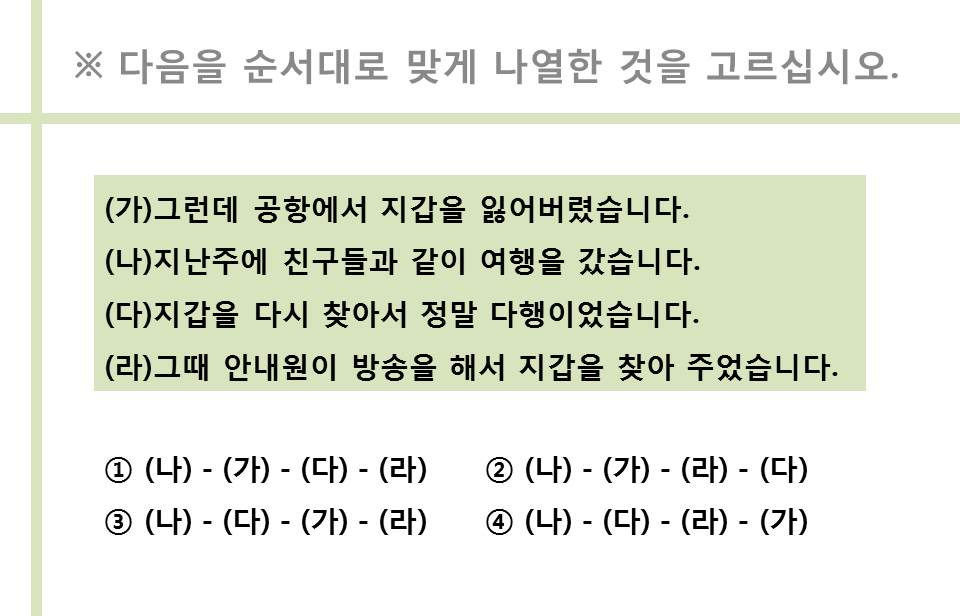 ※ 다음을 순서대로 맞게 나열한 것을 고르십시오.
(가)그런데 공항에서 지갑을 잃어버렸습니다.
(나)지난주에 친구들과 같이 여행을 갔습니다.
(다)지갑을 다시 찾아서 정말 다행이었습니다.
(라)그때 안내원이 방송을 해서 지갑을 찾아 주었습니다.
① (나) - (가) - (다) - (라) ② (나) - (가) - (라) - (다)
③ (나) - (다) - (가) - (라) ④ (나) - (다) - (라) - (가)